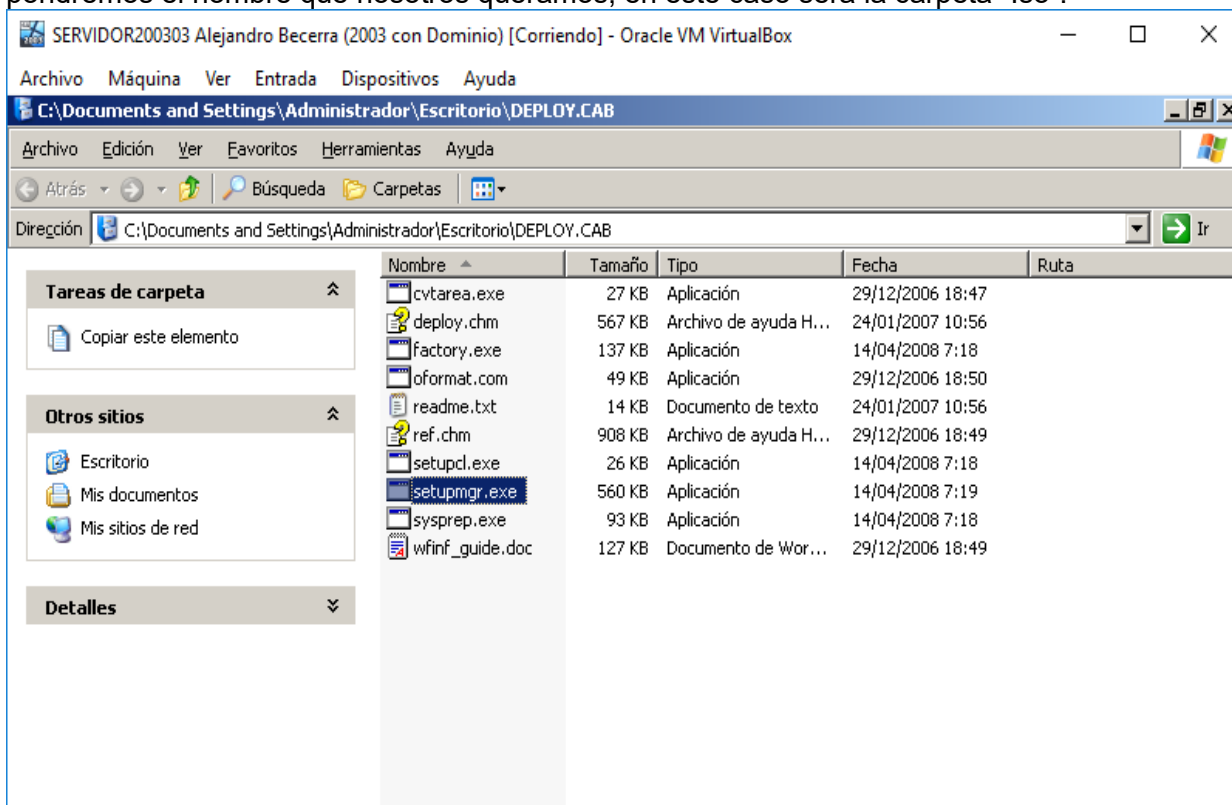 pondremos el nombre que nosotros queramos, en este caso será la carpeta "iso".
SERVIDOR200303 Alejandro Becerra (2003 con Dominio) [Corriendo] - Oracle VM VirtualBox
Archivo Máquina Ver Entrada Dispositivos Ayuda
C:\Documents and Settings\Administrador\Escritorio\DEPLOY.CAB
Archivo Edición Ver Favoritos Herramientas Ayuda
Atrás Búsqueda Carpetas
Dirección C:\Documents and Settings\Administrador\Escritorio\DEPLOY.CAB Ir
Nombre Tamaño Tipo Fecha Ruta
Tareas de carpeta
Copiar este elemento
Otros sitios
Escritorio
Mis documentos
Mis sitios de red
Detalles
cvtarea.exe 27 KB Aplicación 29/12/2006 18:47
deploy.chm 567 KB Archivo de ayuda H... 24/01/2007 10:56
factory.exe 137 KB Aplicación 14/04/2008 7:18
oformat.com 49 KB Aplicación 29/12/2006 18:50
readme.txt 14 KB Documento de texto 24/01/2007 10:56
ref.chm 908 KB Archivo de ayuda H... 29/12/2006 18:49
setupcl.exe 26 KB Aplicación 14/04/2008 7:18
setupmgr.exe 560 KB Aplicación 14/04/2008 7:19
sysprep.exe 93 KB Aplicación 14/04/2008 7:18
wfinf_guide.doc 127 KB Documento de Wor... 29/12/2006 18:49